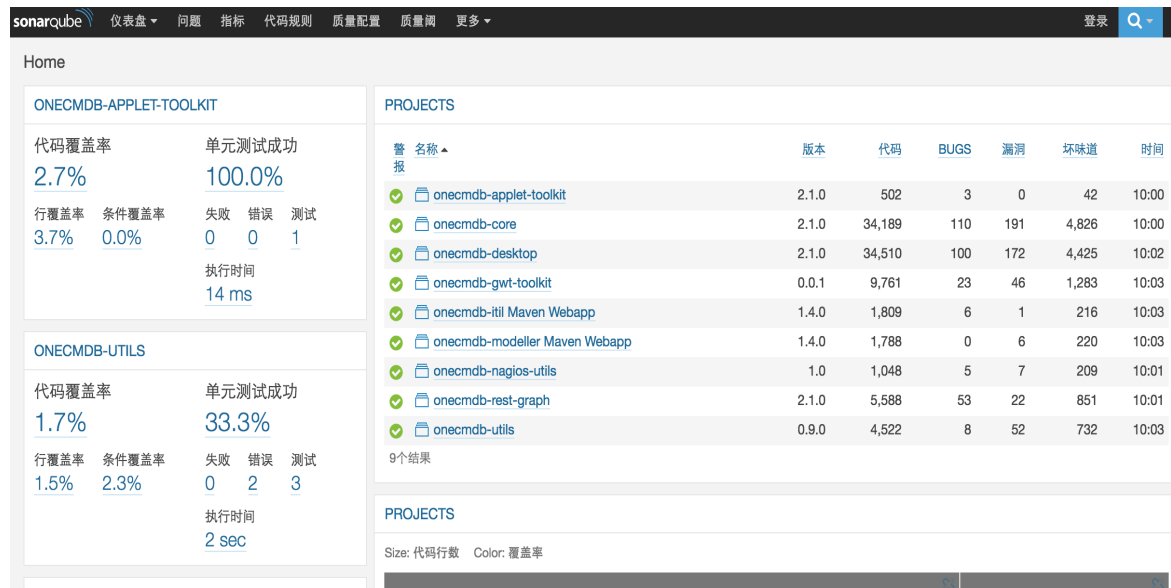 sonarqube 仪表盘 问题 指标 代码规则 质量配置 质量阈 更多 登录
Home
ONECMDB-APPLET-TOOLKIT
代码覆盖率 单元测试成功
2.7% 100.0%
行覆盖率 条件覆盖率 失败 错误 测试
3.7% 0.0% 0 0 1
执行时间
14 ms
ONECMDB-UTILS
代码覆盖率 单元测试成功
1.7% 33.3%
行覆盖率 条件覆盖率 失败 错误 测试
1.5% 2.3% 0 2 3
执行时间
2 sec
PROJECTS
警报 名称 版本 代码 BUGS 漏洞 坏味道 时间
onecmdb-applet-toolkit 2.1.0 502 3 0 42 10:00
onecmdb-core 2.1.0 34,189 110 191 4,826 10:00
onecmdb-desktop 2.1.0 34,510 100 172 4,425 10:02
onecmdb-gwt-toolkit 0.0.1 9,761 23 46 1,283 10:03
onecmdb-itil Maven Webapp 1.4.0 1,809 6 1 216 10:03
onecmdb-modeller Maven Webapp 1.4.0 1,788 0 6 220 10:03
onecmdb-nagios-utils 1.0 1,048 5 7 209 10:01
onecmdb-rest-graph 2.1.0 5,588 53 22 851 10:01
onecmdb-utils 0.9.0 4,522 8 52 732 10:03
9个结果
PROJECTS
Size: 代码行数 Color: 覆盖率